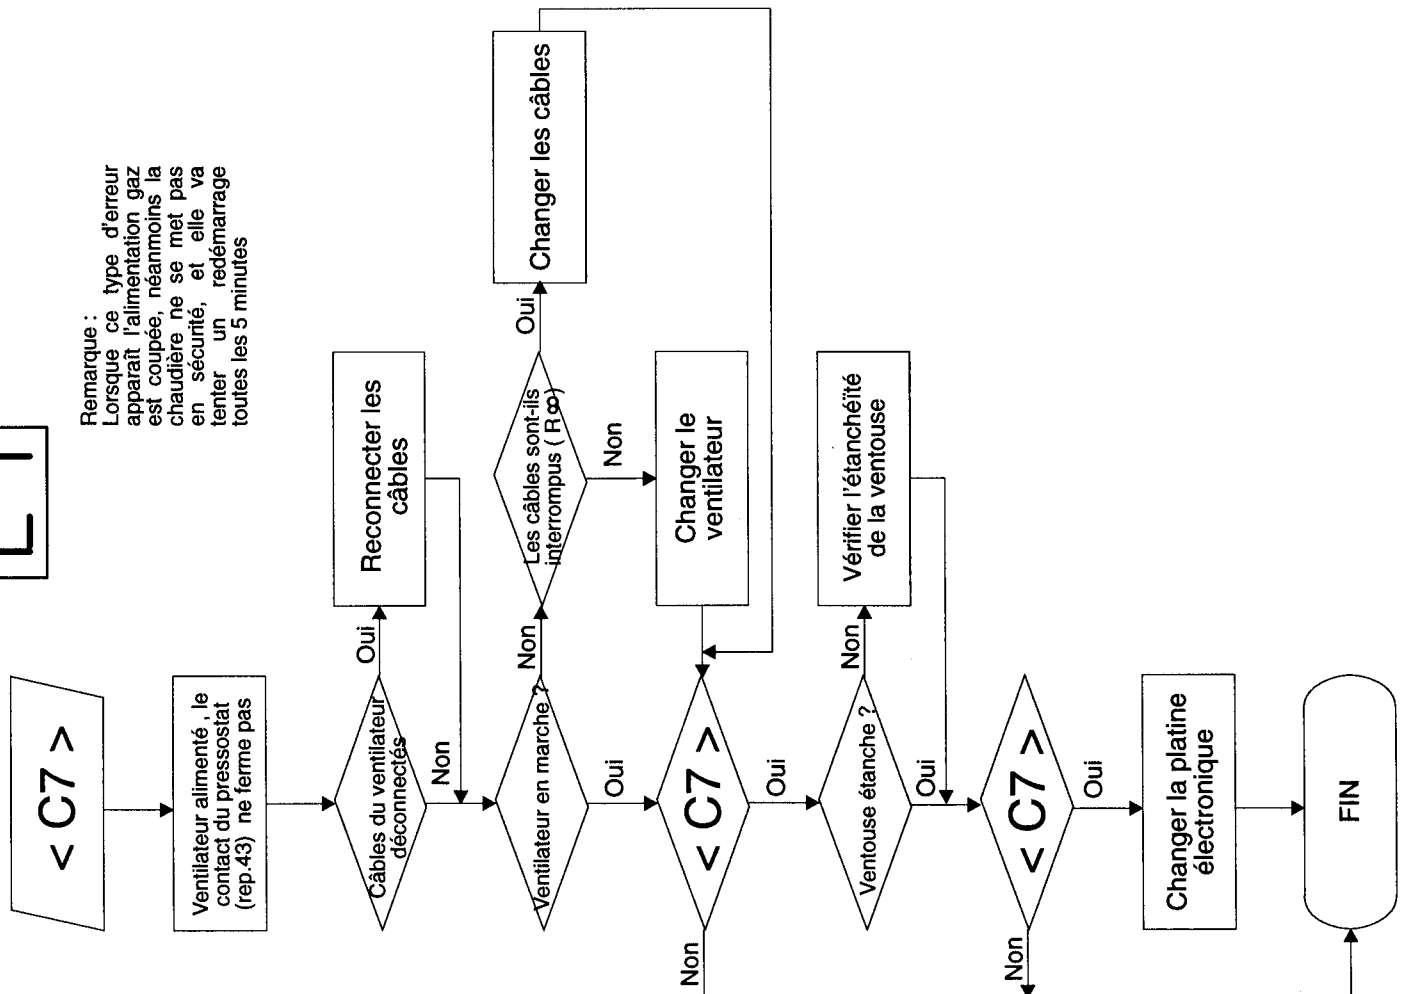 Remarque :
Lorsque ce type d'erreur
apparaît l'alimentation gaz
est coupée, néanmoins la
chaudière ne se met pas
en sécurité, et elle va
tenter un redémarrage
toutes les 5 minutes
< C7 >
Ventilateur alimenté , le
contact du pressostat
(rep.43) ne ferme pas
Câbles du ventilateur
déconnectés
Oui
Reconnecter les
câbles
Non
Ventilateur en marche ?
Non
Les câbles sont-ils
interrompus ( R ∞)
Oui
Changer les câbles
Non
Changer le
ventilateur
Oui
< C7 >
Non
Oui
Ventouse étanche ?
Non
Vérifier l'étanchéïté
de la ventouse
Oui
< C7 >
Non
Oui
Changer la platine
électronique
FIN